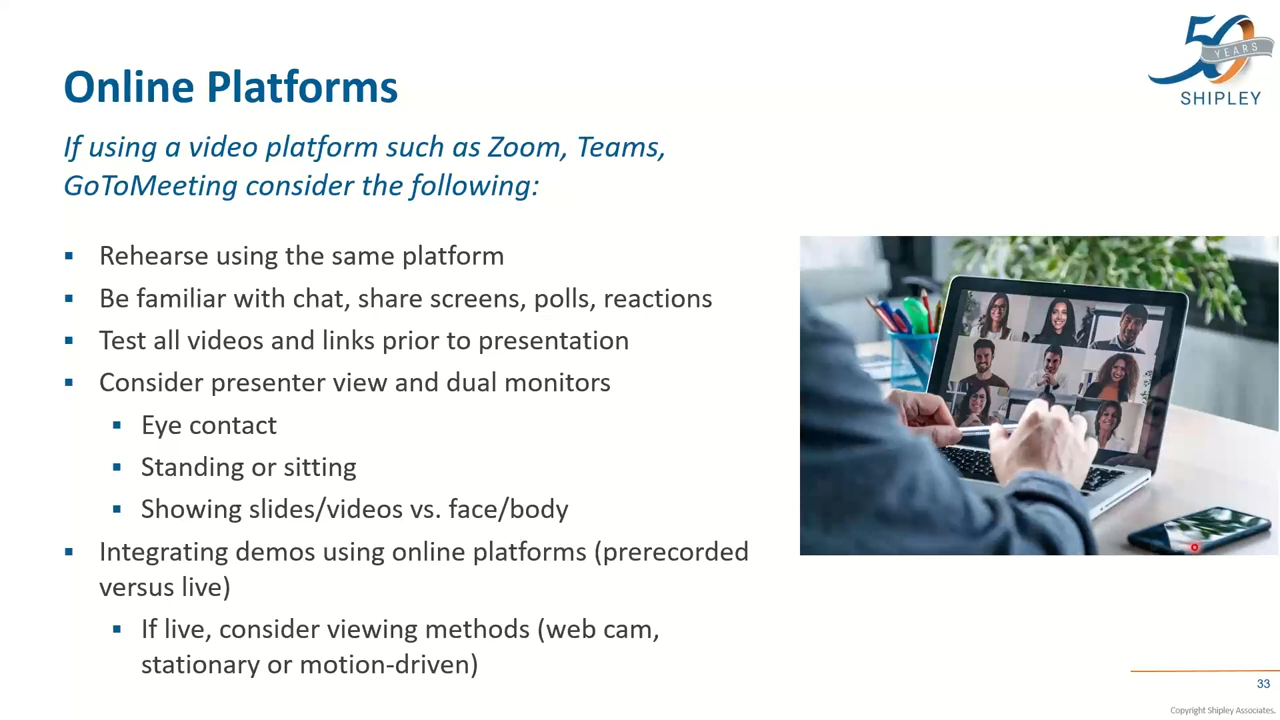 50
YEARS
SHIPLEY
Online Platforms
If using a video platform such as Zoom, Teams,
GoToMeeting consider the following:
▪ Rehearse using the same platform
▪ Be familiar with chat, share screens, polls, reactions
▪ Test all videos and links prior to presentation
▪ Consider presenter view and dual monitors
▪ Eye contact
▪ Standing or sitting
▪ Showing slides/videos vs. face/body
▪ Integrating demos using online platforms (prerecorded
versus live)
▪ If live, consider viewing methods (web cam,
stationary or motion-driven)
33
Copyright Shipley Associates.